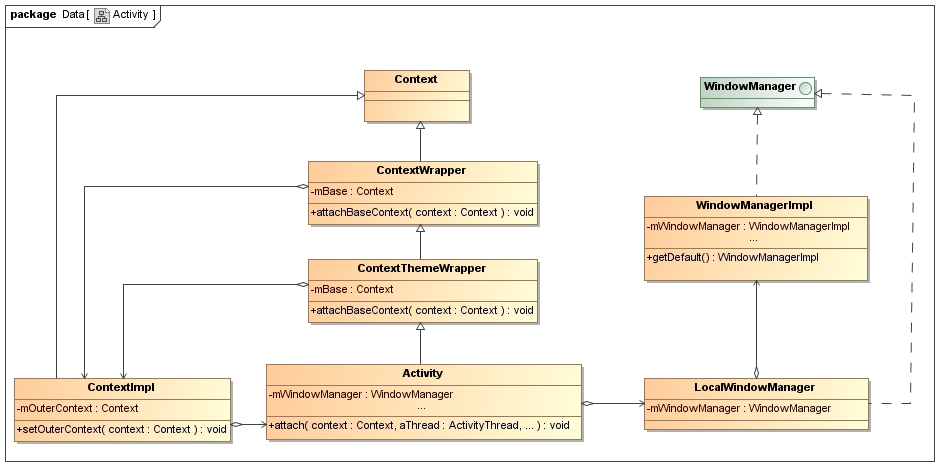 package Data[ Activity ]
Context
WindowManager
ContextWrapper
-mBase : Context
+attachBaseContext( context : Context ) : void
WindowManagerImpl
-mWindowManager : WindowManagerImpl
...
+getDefault() : WindowManagerImpl
ContextThemeWrapper
-mBase : Context
+attachBaseContext( context : Context ) : void
ContextImpl
-mOuterContext : Context
+setOuterContext( context : Context ) : void
Activity
-mWindowManager : WindowManager
...
+attach( context : Context, aThread : ActivityThread, ... ) : void
LocalWindowManager
-mWindowManager : WindowManager